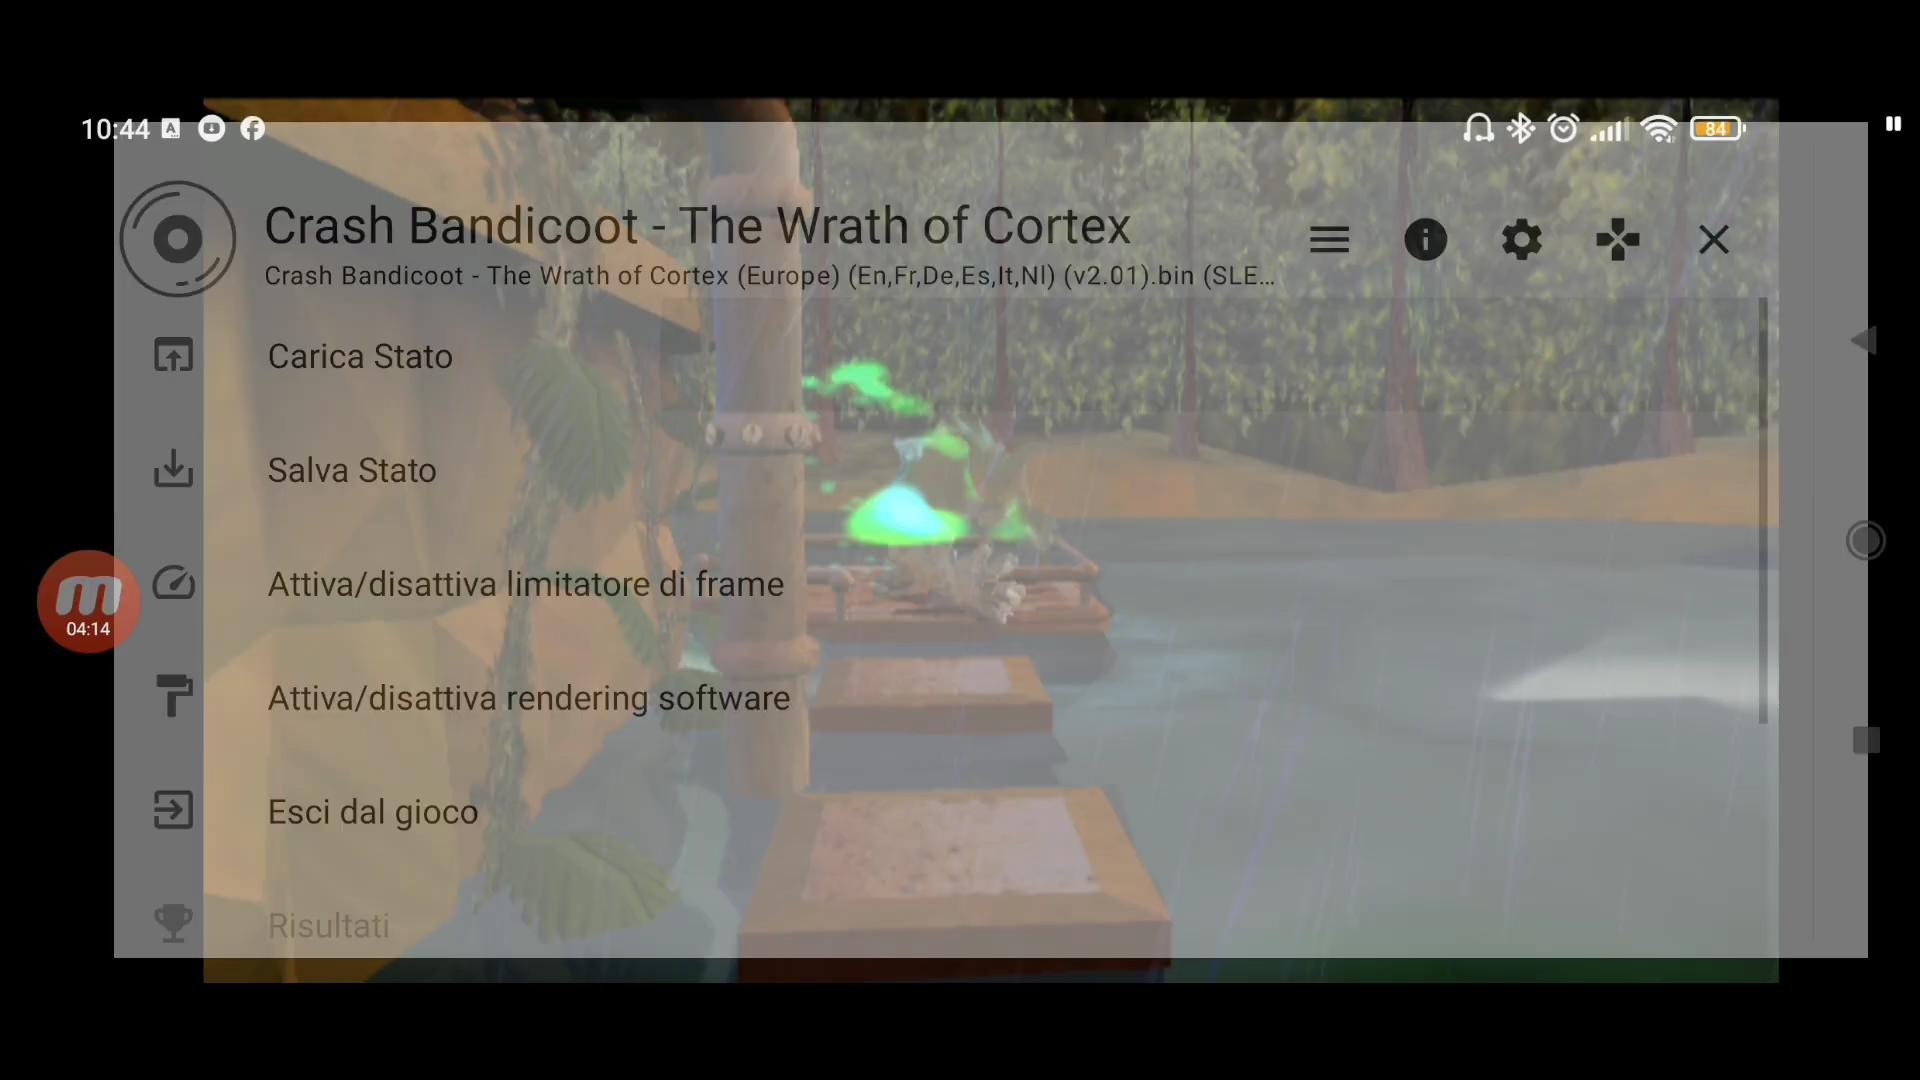 10:44
84
Crash Bandicoot - The Wrath of Cortex
Crash Bandicoot - The Wrath of Cortex (Europe) (En,Fr,De,Es,It,Nl) (v2.01).bin (SLE...
Carica Stato
Salva Stato
Attiva/disattiva limitatore di frame
04:14
Attiva/disattiva rendering software
Esci dal gioco
Risultati